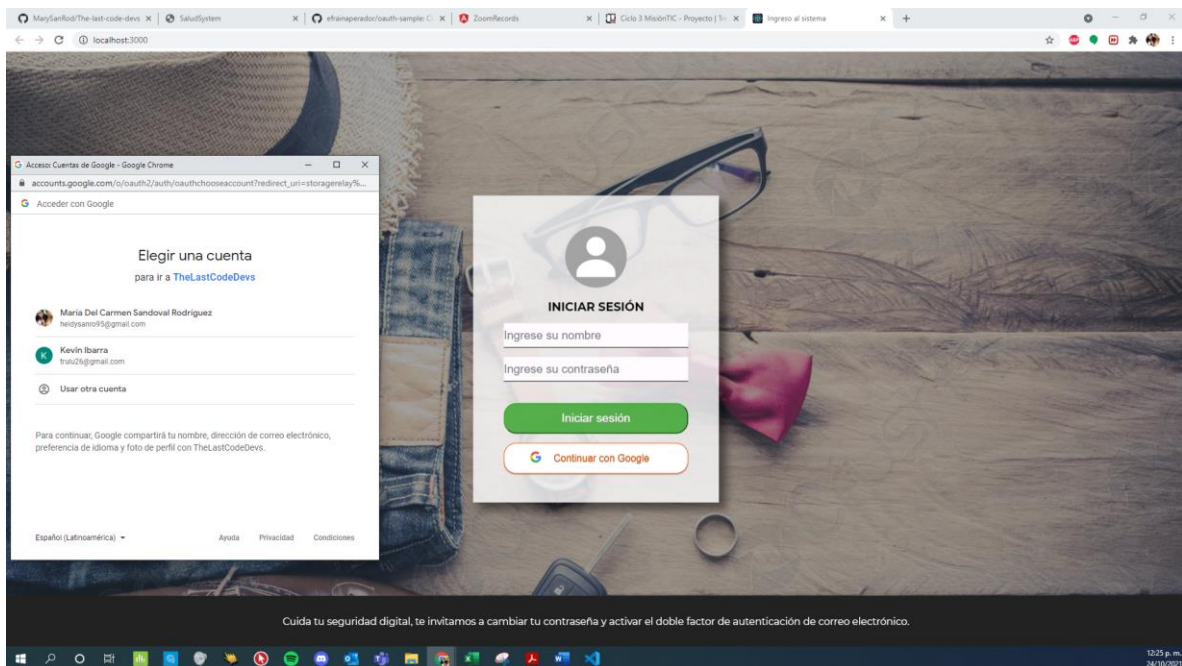 MarySanRod/The-last-code-devs
SaludSystem
efrainaperador/oauth-sample: C
ZoomRecords
Ciclo 3 MisiónTIC - Proyecto | Tr
Ingreso al sistema
localhost:3000
Acceso: Cuentas de Google - Google Chrome
accounts.google.com/o/oauth2/auth/oauthchooseaccount?redirect_uri=storagerelay%...
Acceder con Google
Elegir una cuenta
para ir a TheLastCodeDevs
María Del Carmen Sandoval Rodríguez
heidysanro95@gmail.com
K
Kevin Ibarra
trulu26@gmail.com
Usar otra cuenta
Para continuar, Google compartirá tu nombre, dirección de correo electrónico,
preferencia de idioma y foto de perfil con TheLastCodeDevs.
Español (Latinoamérica)
Ayuda Privacidad Condiciones
INICIAR SESIÓN
Ingrese su nombre
Ingrese su contraseña
Iniciar sesión
Continuar con Google
Cuida tu seguridad digital, te invitamos a cambiar tu contraseña y activar el doble factor de autenticación de correo electrónico.
12:25 p. m.
24/10/2021